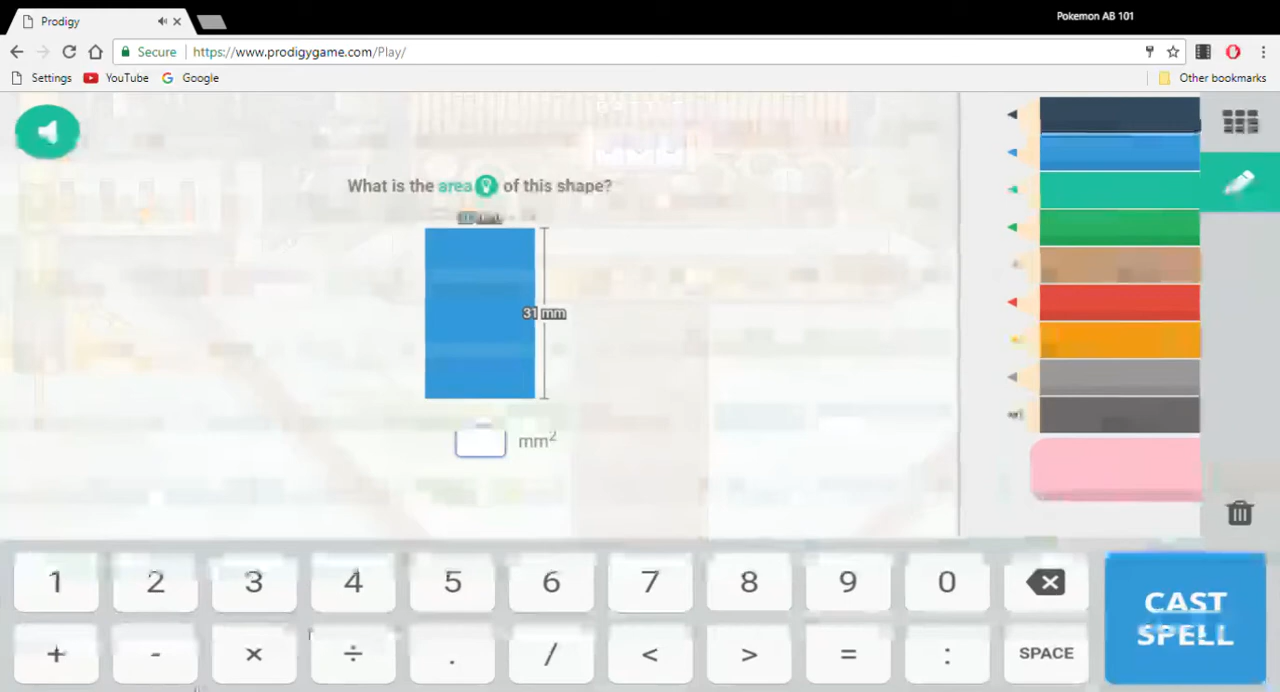 Prodigy
Pokemon AB 101
Secure
https://www.prodigygame.com/Play/
Settings
YouTube
Google
Other bookmarks
What is the area of this shape?
31 mm
mm²
1 2 3 4 5 6 7 8 9 0
+ - × ÷ . / < > = : SPACE
CAST
SPELL